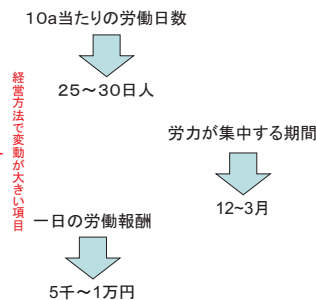 10a当たりの労働日数
25～30日人
経営方法で変動が大きい項目
労力が集中する期間
12~3月
一日の労働報酬
5千～1万円